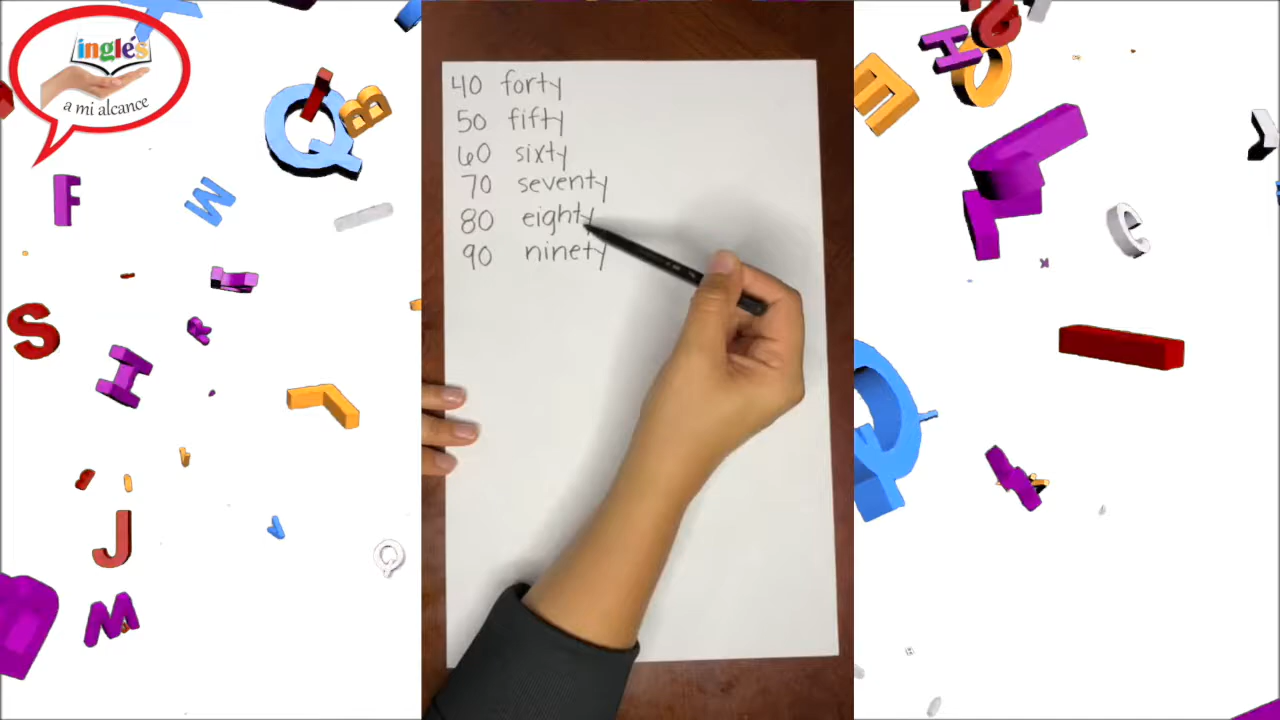 inglés
a mi alcance
40 forty
50 fifty
60 sixty
70 seventy
80 eighty
90 ninety